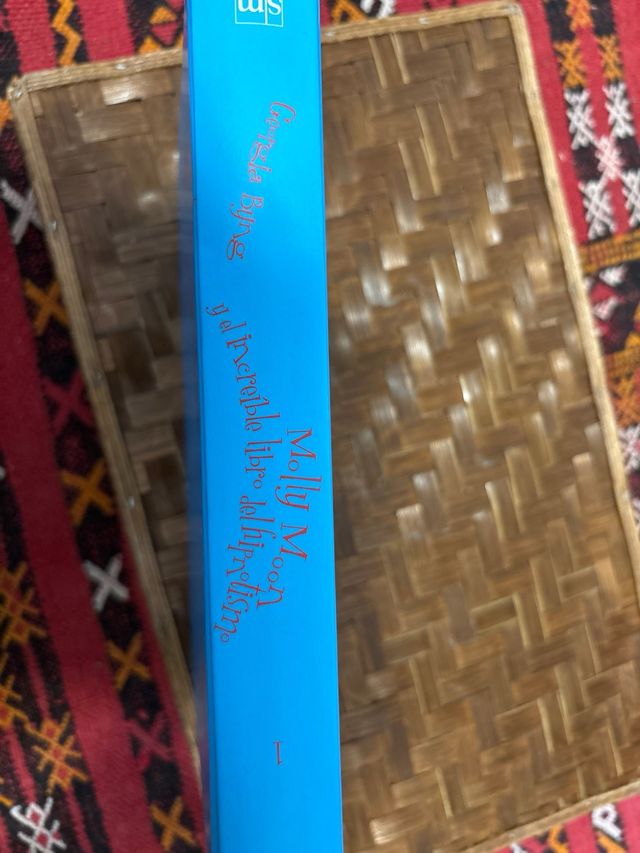 sm
Georgia Byng
Molly Moon
y el increíble libro del hipnotismo
1